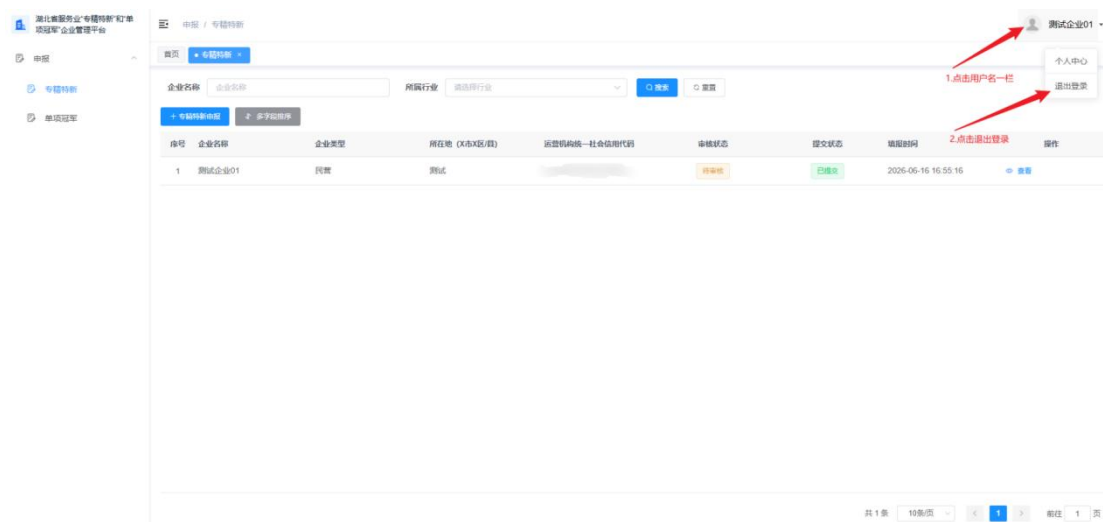 湖北省服务业“专精特新”和“单
项冠军”企业管理平台
申报 / 专精特新
测试企业01
申报
首页
专精特新 ×
个人中心
1.点击用户名一栏
专精特新
企业名称 企业名称 所属行业 请选择行业 搜索 重置
退出登录
单项冠军
+ 专精特新申报 多字段排序
2.点击退出登录
序号 企业名称 企业类型 所在地（X市X区/县） 运营机构统一社会信用代码 审核状态 提交状态 填报时间 操作
1 测试企业01 民营 测试 待审核 已提交 2026-06-16 16:55:16 查看
共 1 条 10条/页 < 1 > 前往 1 页